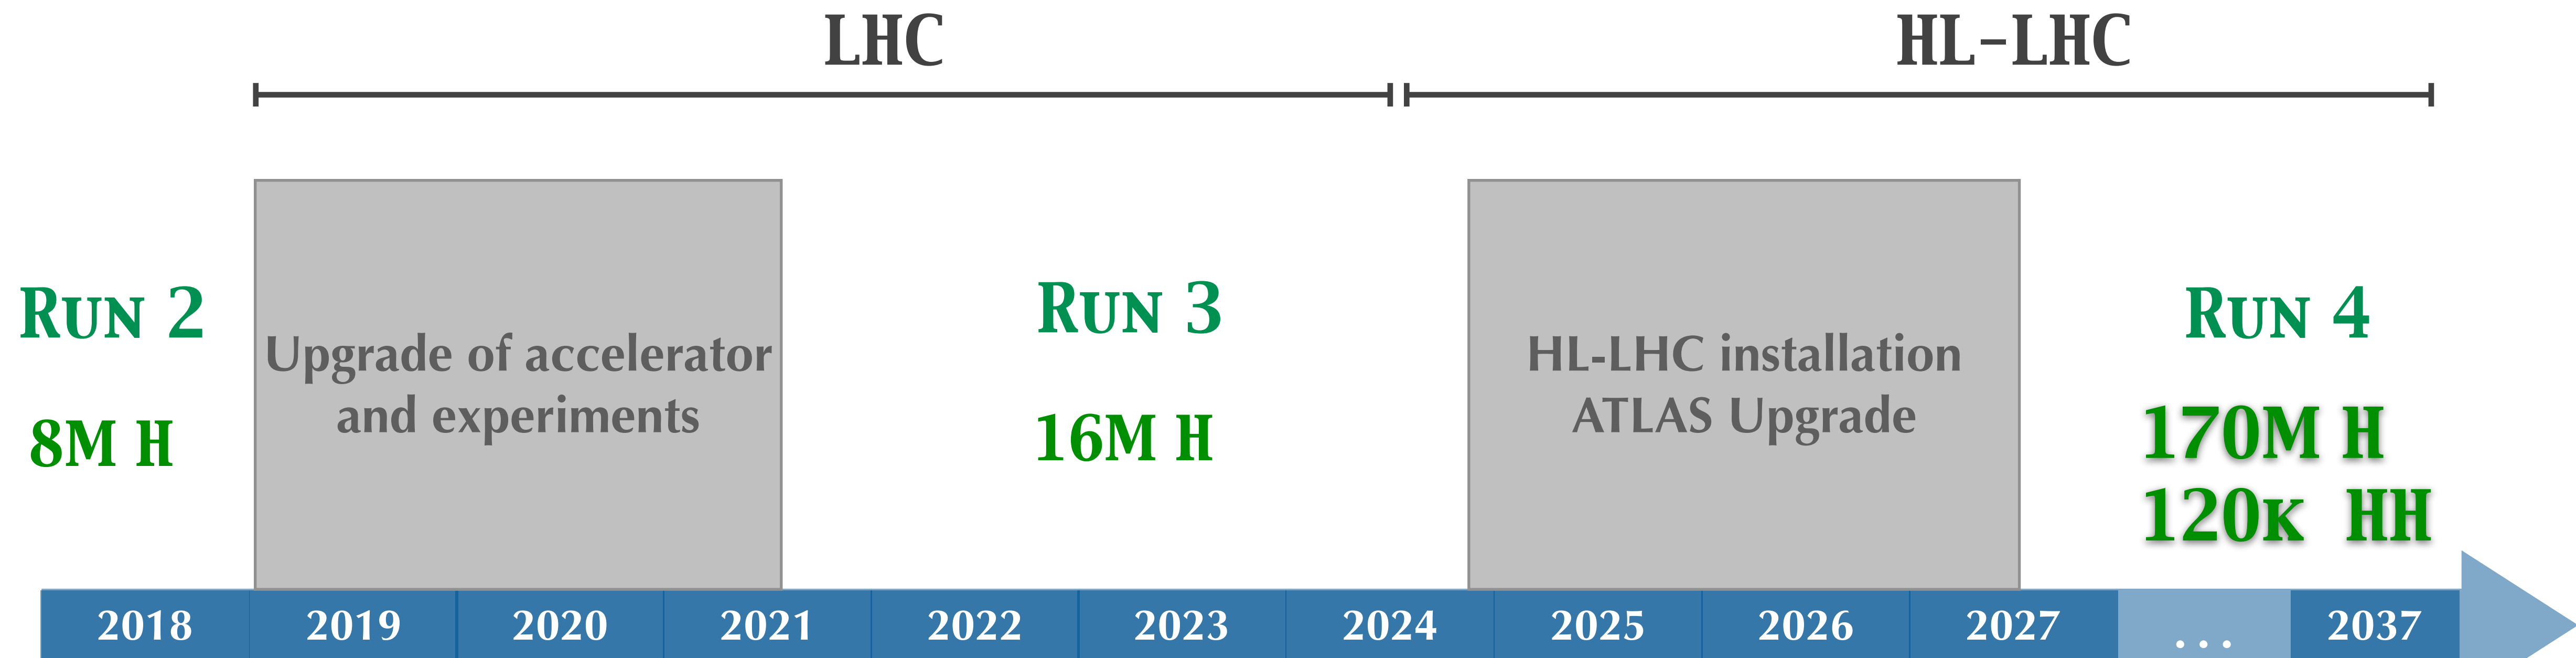 LHC
HL-LHC
Run 2
8M H
Upgrade of accelerator
and experiments
Run 3
16M H
HL-LHC installation
ATLAS Upgrade
Run 4
170M H
120k HH
2018 2019 2020 2021 2022 2023 2024 2025 2026 2027 ... 2037